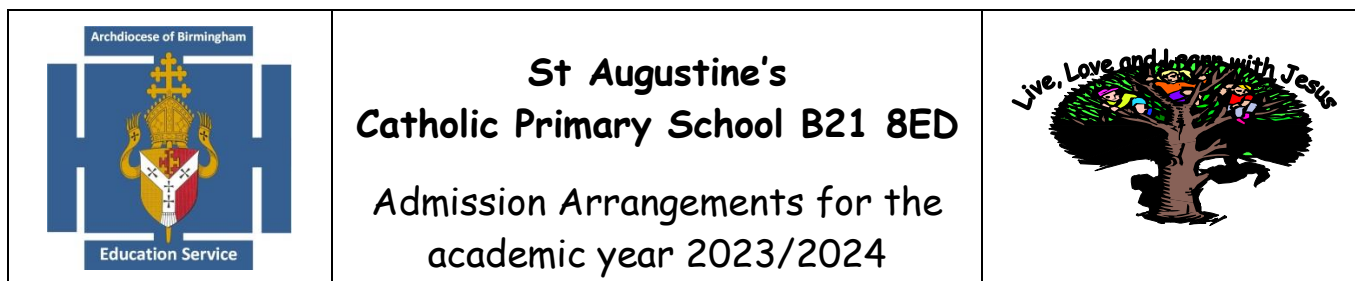 Archdiocese of Birmingham
Education Service
St Augustine's
Catholic Primary School B21 8ED
Admission Arrangements for the
academic year 2023/2024
Live, Love and Learn with Jesus